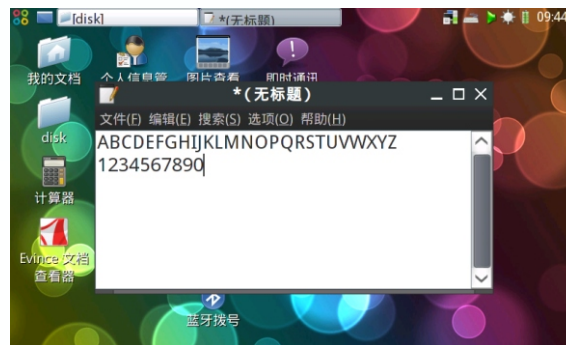 [disk]
*(无标题)
09:44
我的文档
个人信息管
图片查看
即时通讯
*(无标题)
文件(F) 编辑(E) 搜索(S) 选项(O) 帮助(H)
disk
ABCDEFGHIJKLMNOPQRSTUVWXYZ
1234567890
计算器
Evince 文档
查看器
蓝牙拨号